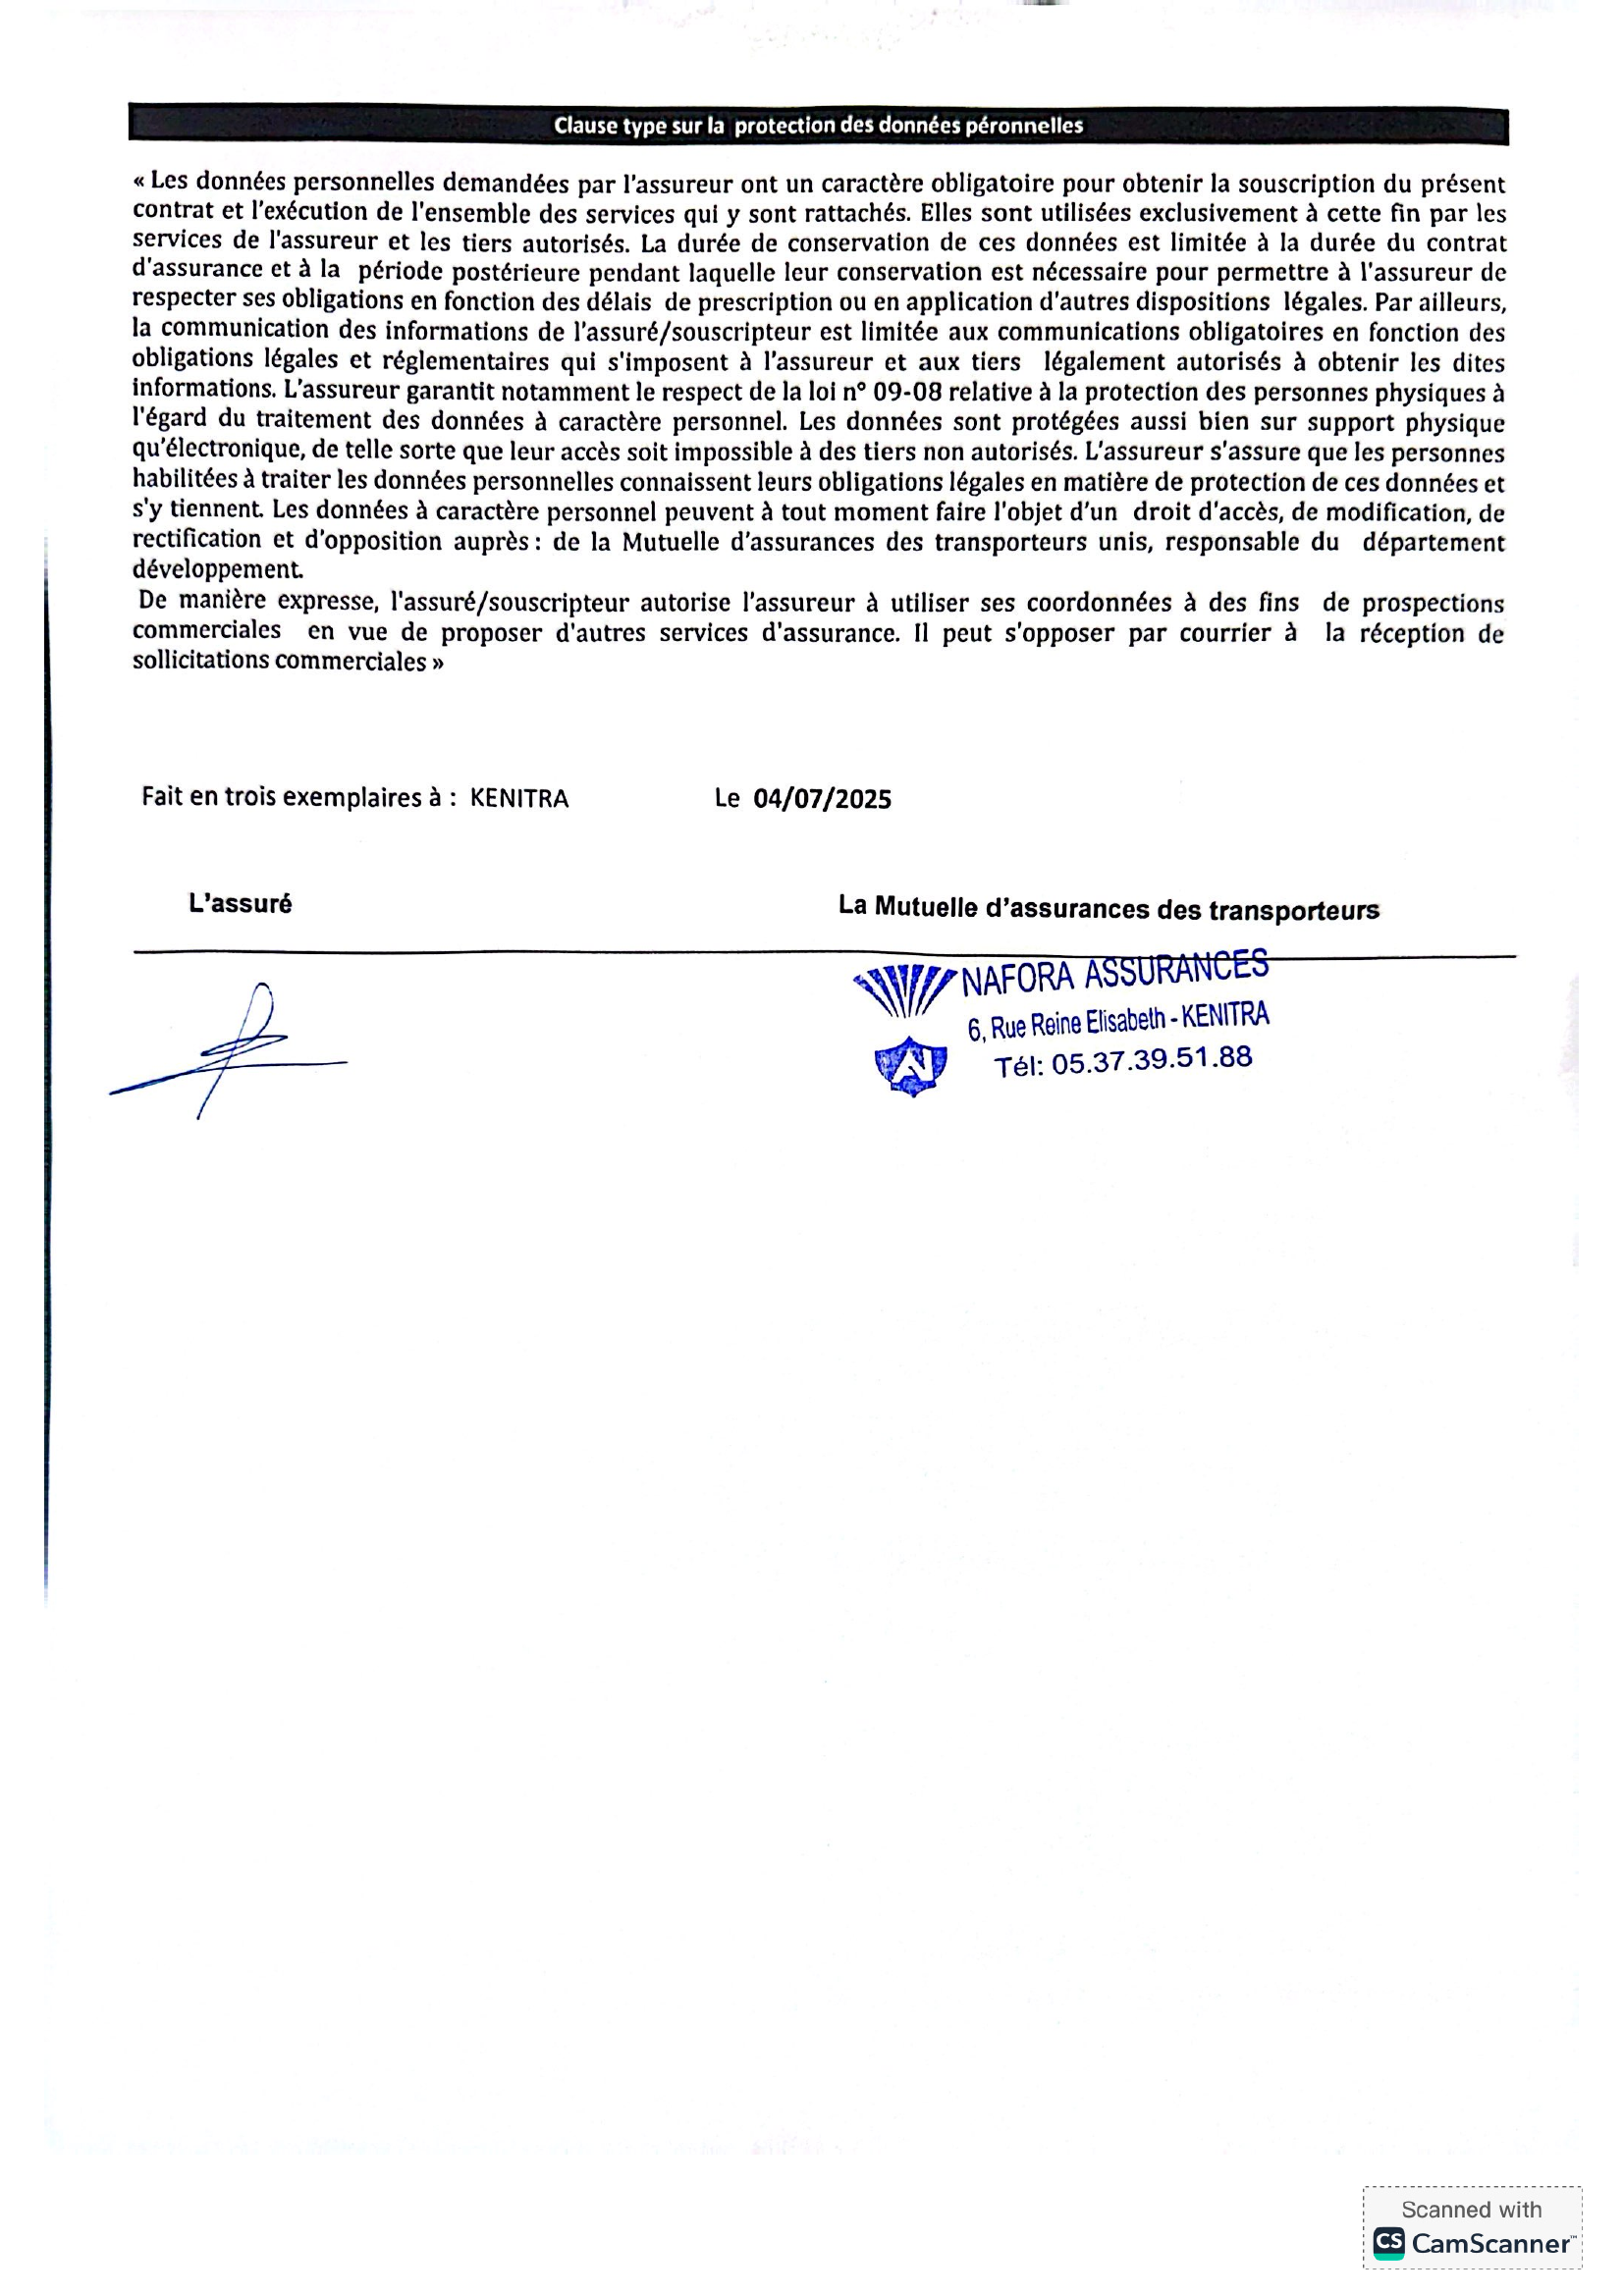 Clause type sur la protection des données péronnelles
« Les données personnelles demandées par l'assureur ont un caractère obligatoire pour obtenir la souscription du présent
contrat et l'exécution de l'ensemble des services qui y sont rattachés. Elles sont utilisées exclusivement à cette fin par les
services de l'assureur et les tiers autorisés. La durée de conservation de ces données est limitée à la durée du contrat
d'assurance et à la période postérieure pendant laquelle leur conservation est nécessaire pour permettre à l'assureur de
respecter ses obligations en fonction des délais de prescription ou en application d'autres dispositions légales. Par ailleurs,
la communication des informations de l'assuré/souscripteur est limitée aux communications obligatoires en fonction des
obligations légales et réglementaires qui s'imposent à l'assureur et aux tiers légalement autorisés à obtenir les dites
informations. L'assureur garantit notamment le respect de la loi n° 09-08 relative à la protection des personnes physiques à
l'égard du traitement des données à caractère personnel. Les données sont protégées aussi bien sur support physique
qu'électronique, de telle sorte que leur accès soit impossible à des tiers non autorisés. L'assureur s'assure que les personnes
habilitées à traiter les données personnelles connaissent leurs obligations légales en matière de protection de ces données et
s'y tiennent. Les données à caractère personnel peuvent à tout moment faire l'objet d'un droit d'accès, de modification, de
rectification et d'opposition auprès : de la Mutuelle d'assurances des transporteurs unis, responsable du département
développement.
De manière expresse, l'assuré/souscripteur autorise l'assureur à utiliser ses coordonnées à des fins de prospections
commerciales en vue de proposer d'autres services d'assurance. Il peut s'opposer par courrier à la réception de
sollicitations commerciales »
Fait en trois exemplaires à : KENITRA Le 04/07/2025
L'assuré La Mutuelle d'assurances des transporteurs
NAFORA ASSURANCES
6, Rue Reine Elisabeth - KENITRA
Tél: 05.37.39.51.88
Scanned with
CS CamScanner™